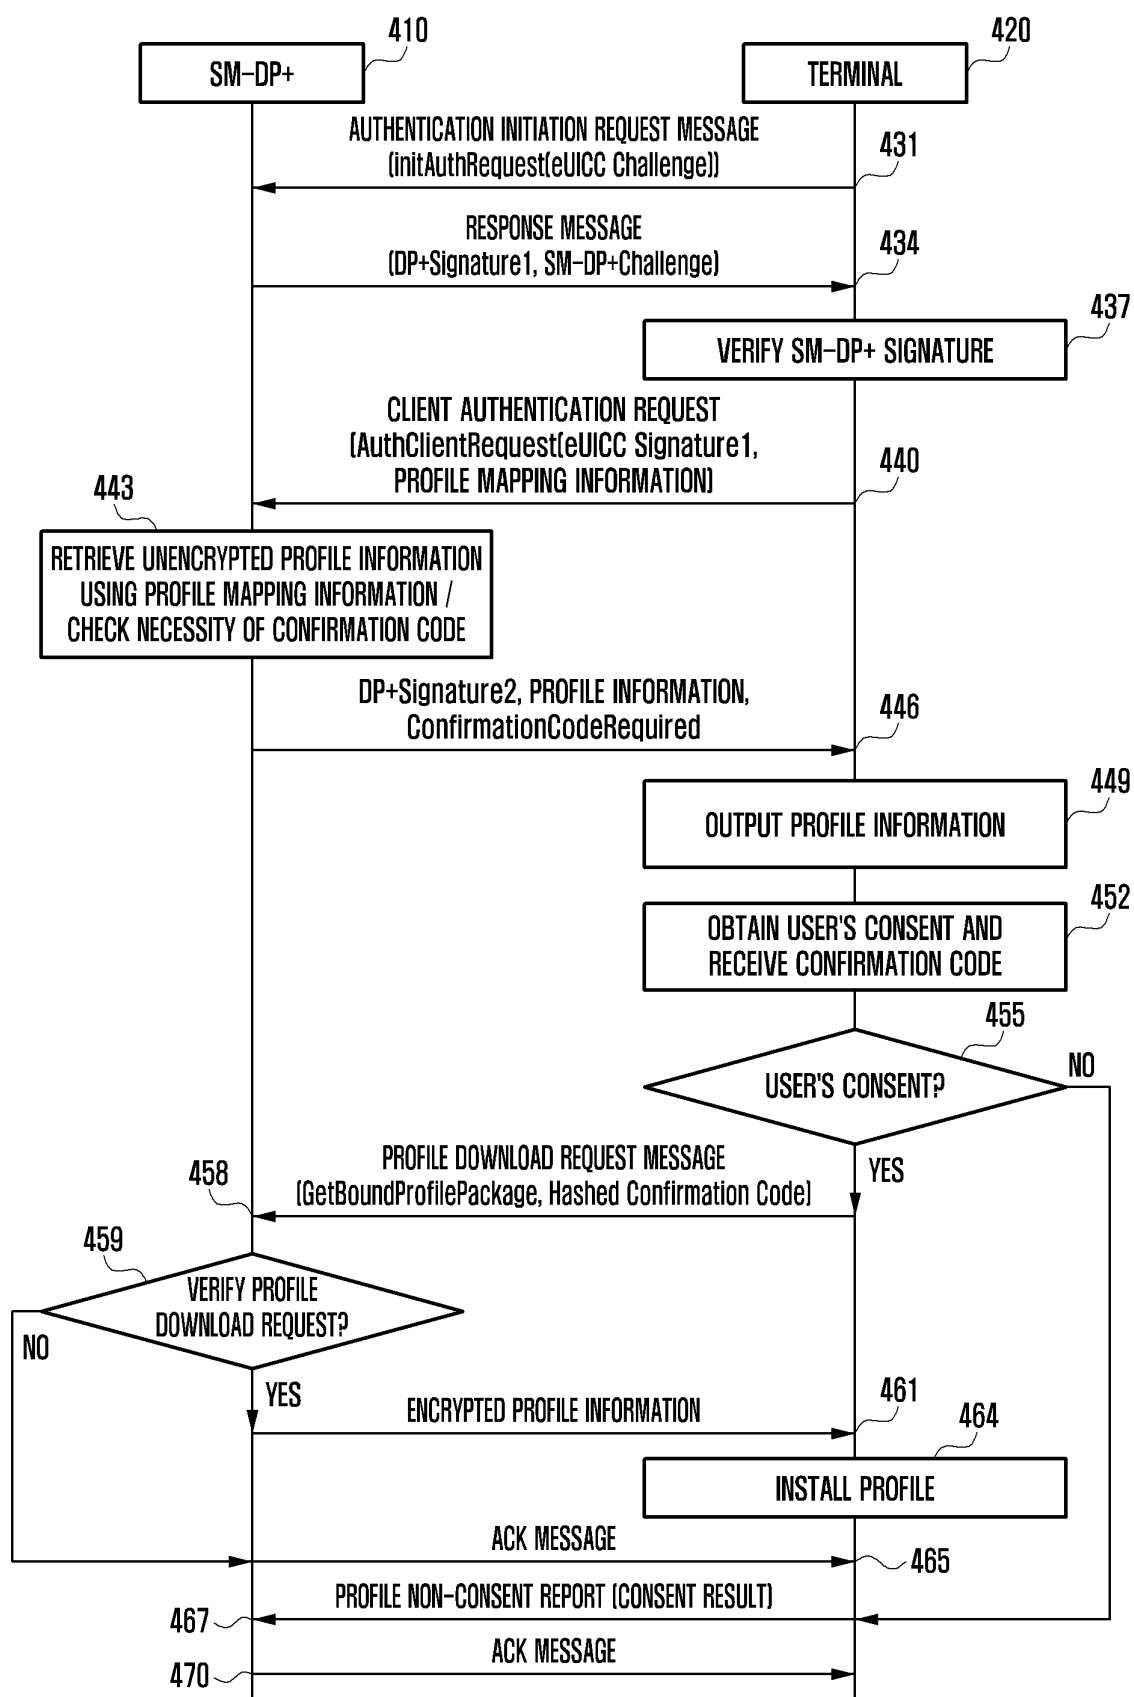 410
420
SM-DP+
TERMINAL
AUTHENTICATION INITIATION REQUEST MESSAGE
(initAuthRequest(eUICC Challenge))
431
RESPONSE MESSAGE
(DP+Signature1, SM-DP+Challenge)
434
437
VERIFY SM-DP+ SIGNATURE
CLIENT AUTHENTICATION REQUEST
(AuthClientRequest(eUICC Signature1,
PROFILE MAPPING INFORMATION)
440
443
RETRIEVE UNENCRYPTED PROFILE INFORMATION
USING PROFILE MAPPING INFORMATION /
CHECK NECESSITY OF CONFIRMATION CODE
DP+Signature2, PROFILE INFORMATION,
ConfirmationCodeRequired
446
449
OUTPUT PROFILE INFORMATION
452
OBTAIN USER'S CONSENT AND
RECEIVE CONFIRMATION CODE
455
USER'S CONSENT?
NO
YES
PROFILE DOWNLOAD REQUEST MESSAGE
(GetBoundProfilePackage, Hashed Confirmation Code)
458
459
VERIFY PROFILE
DOWNLOAD REQUEST?
NO
YES
ENCRYPTED PROFILE INFORMATION
461
464
INSTALL PROFILE
ACK MESSAGE
465
PROFILE NON-CONSENT REPORT (CONSENT RESULT)
467
ACK MESSAGE
470